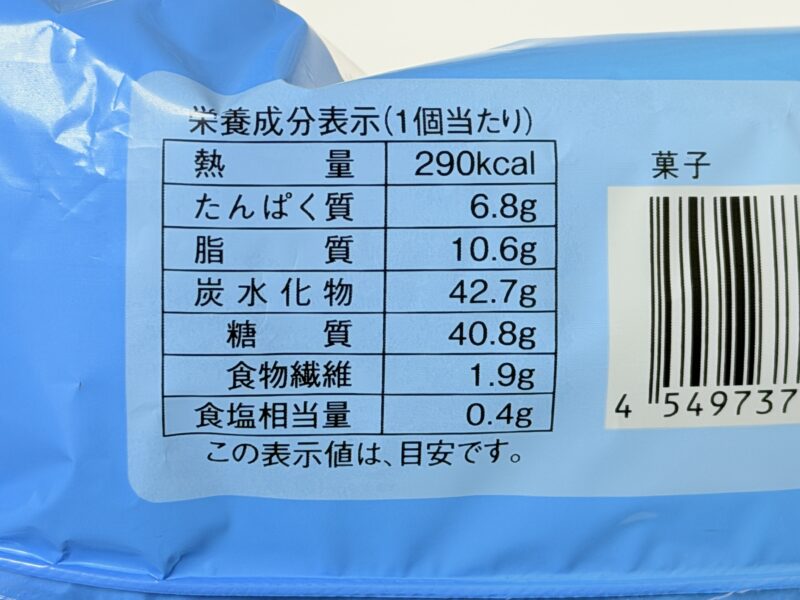 栄養成分表示(1個当たり)
熱量 290kcal
たんぱく質 6.8g
脂質 10.6g
炭水化物 42.7g
糖質 40.8g
食物繊維 1.9g
食塩相当量 0.4g
この表示値は、目安です。
菓子
4 549737